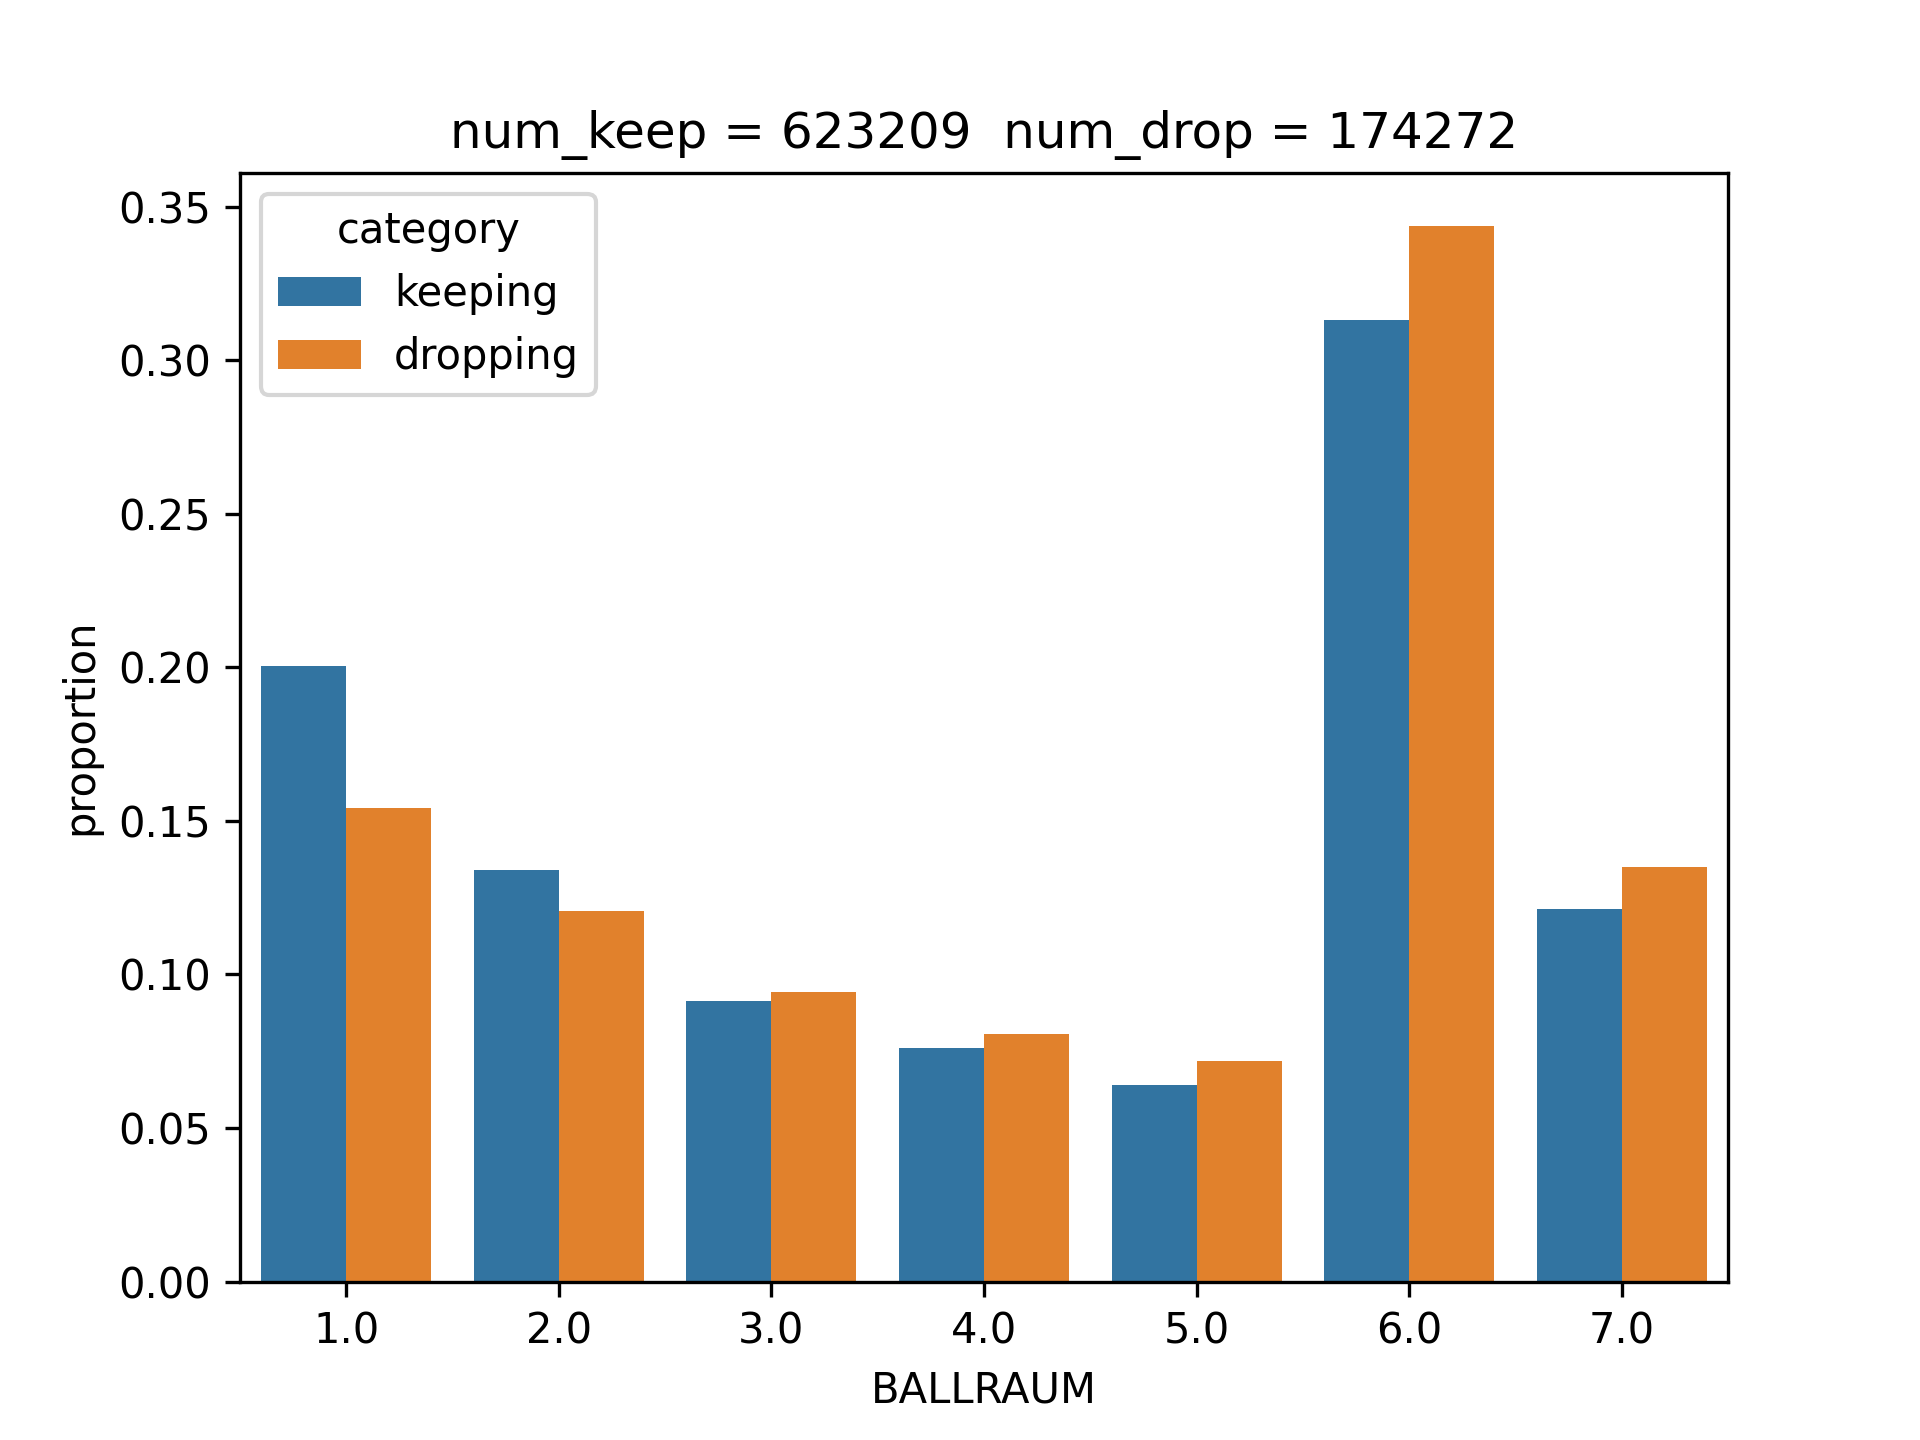 num_keep = 623209  num_drop = 174272
category
keeping
dropping
proportion
0.35
0.30
0.25
0.20
0.15
0.10
0.05
0.00
1.0 2.0 3.0 4.0 5.0 6.0 7.0
BALLRAUM